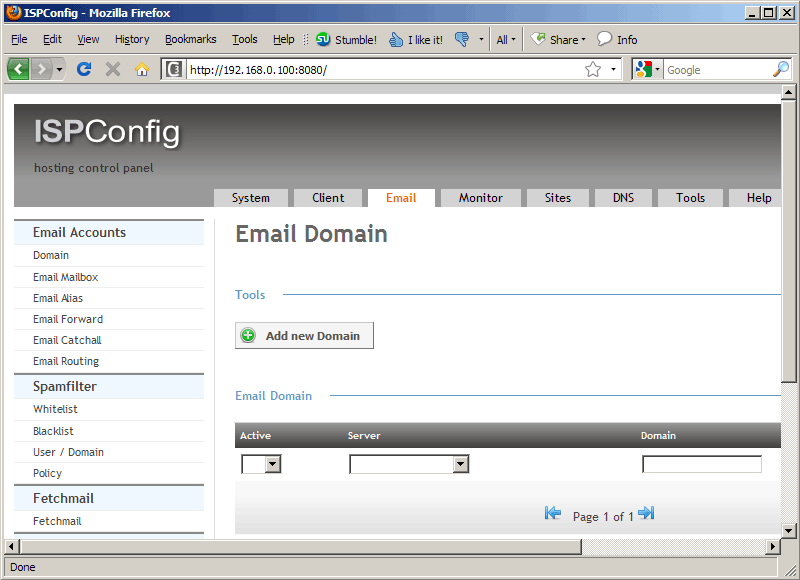 ISPConfig - Mozilla Firefox
File Edit View History Bookmarks Tools Help Stumble! I like it! All Share Info
http://192.168.0.100:8080/ Google
ISPConfig
hosting control panel
System Client Email Monitor Sites DNS Tools Help
Email Accounts
Domain
Email Mailbox
Email Alias
Email Forward
Email Catchall
Email Routing
Spamfilter
Whitelist
Blacklist
User / Domain
Policy
Fetchmail
Fetchmail
Email Domain
Tools
Add new Domain
Email Domain
Active Server Domain
Page 1 of 1
Done